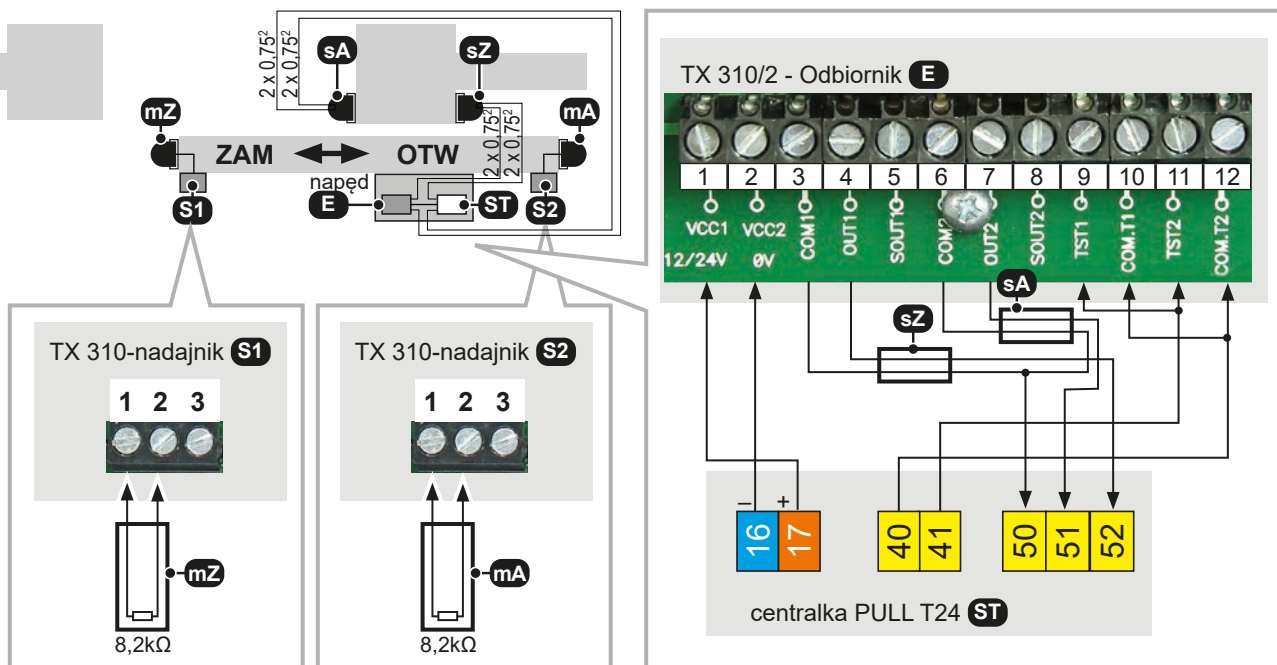 2 x 0,75²
2 x 0,75²
sA
sZ
mZ
mA
ZAM
OTW
2 x 0,75²
2 x 0,75²
napęd
E
ST
S1
S2
TX 310-nadajnik S1
1 2 3
mZ
8,2kΩ
TX 310-nadajnik S2
1 2 3
mA
8,2kΩ
TX 310/2 - Odbiornik E
1 2 3 4 5 6 7 8 9 10 11 12
VCC1
12/24V
VCC2
0V
COM1
OUT1
SOUT1
COM2
OUT2
SOUT2
TST1
COM.T1
TST2
COM.T2
sA
sZ
– +
16 17 40 41 50 51 52
centralka PULL T24 ST